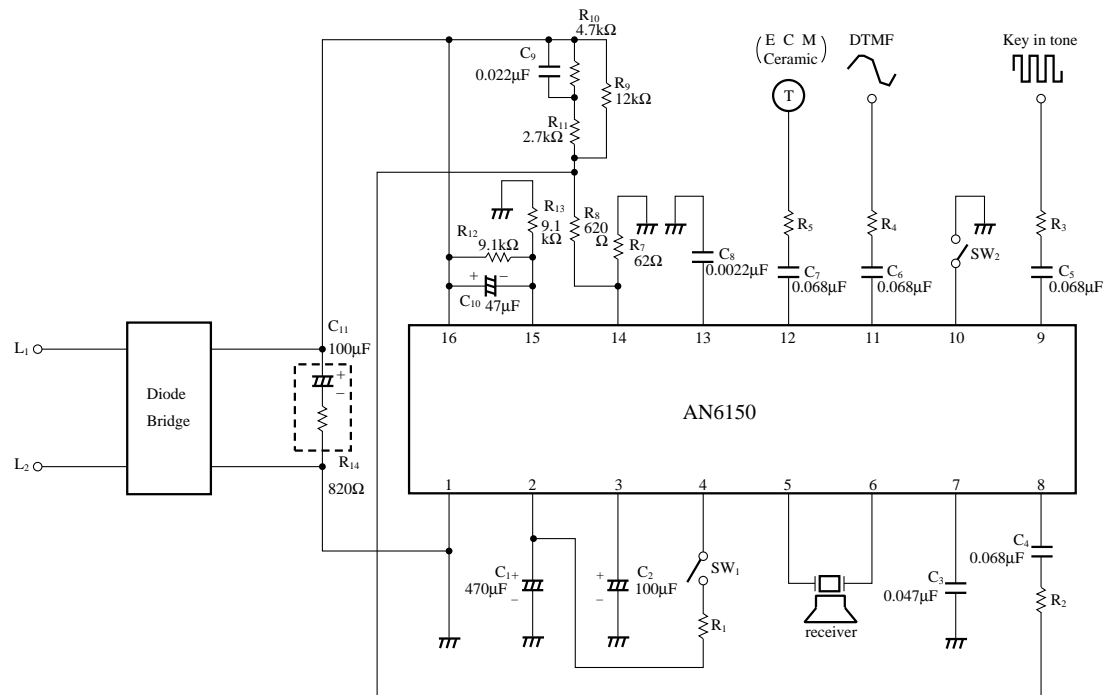 R10
4.7kΩ
C9
0.022μF
R9
12kΩ
R11
2.7kΩ
(E C M
Ceramic)
T
DTMF
Key in tone
R13
9.1
kΩ
R12
9.1kΩ
+ −
C10 47μF
R8
620
Ω
R7
62Ω
C8
0.0022μF
R5
C7
0.068μF
R4
C6
0.068μF
SW2
R3
C5
0.068μF
L1
L2
Diode
Bridge
C11
100μF
+
−
R14
820Ω
16 15 14 13 12 11 10 9
AN6150
1 2 3 4 5 6 7 8
C1 +
470μF
−
+
−
C2
100μF
SW1
R1
receiver
C3
0.047μF
C4
0.068μF
R2